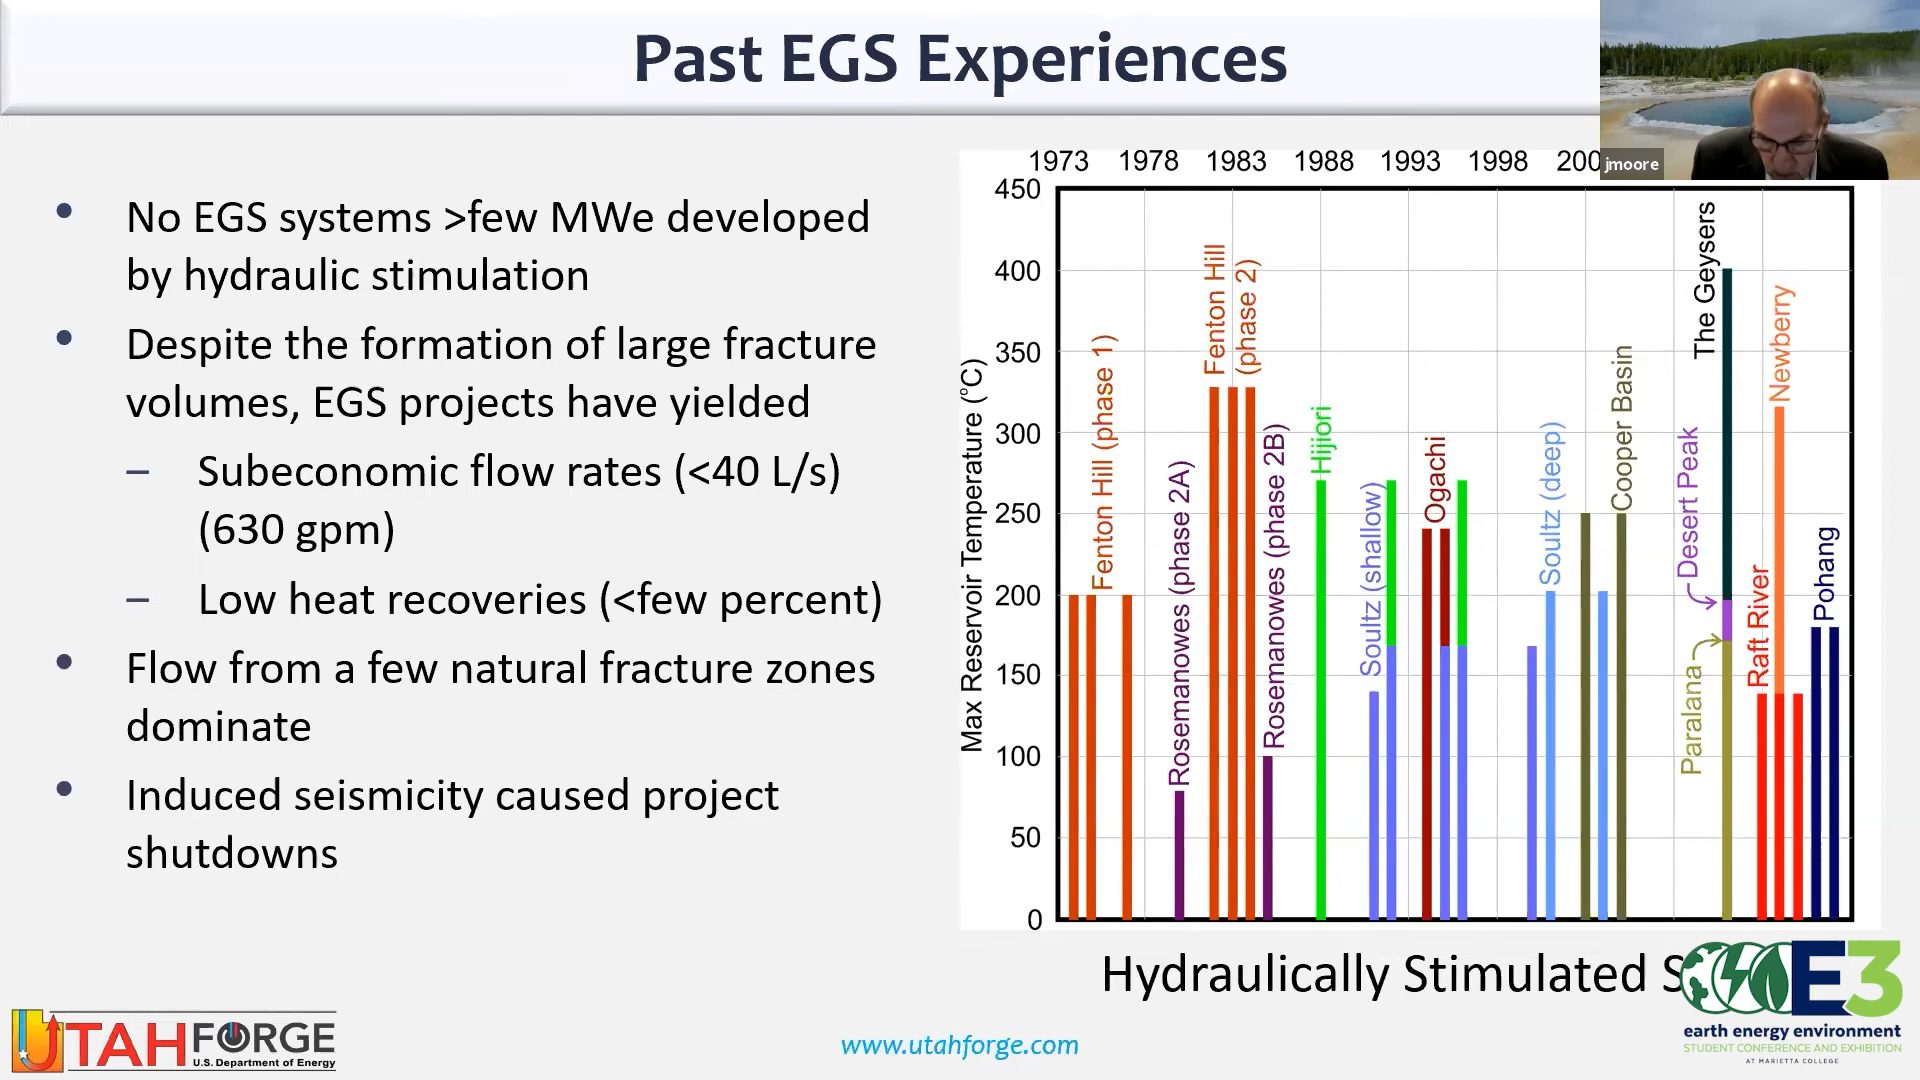 Past EGS Experiences
jmoore
• No EGS systems >few MWe developed
by hydraulic stimulation
• Despite the formation of large fracture
volumes, EGS projects have yielded
– Subeconomic flow rates (<40 L/s)
(630 gpm)
– Low heat recoveries (<few percent)
• Flow from a few natural fracture zones
dominate
• Induced seismicity caused project
shutdowns
1973 1978 1983 1988 1993 1998 200
450
400
350
300
250
200
150
100
50
0
Max Reservoir Temperature (°C)
Fenton Hill (phase 1)
Rosemanowes (phase 2A)
Fenton Hill
(phase 2)
Rosemanowes (phase 2B)
Hijiori
Soultz (shallow)
Ogachi
Soultz (deep)
Cooper Basin
Desert Peak
Paralana
The Geysers
Raft River
Newberry
Pohang
Hydraulically Stimulated S
UTAH FORGE
U.S. Department of Energy
www.utahforge.com
E3
earth energy environment
STUDENT CONFERENCE AND EXHIBITION
AT MARIETTA COLLEGE